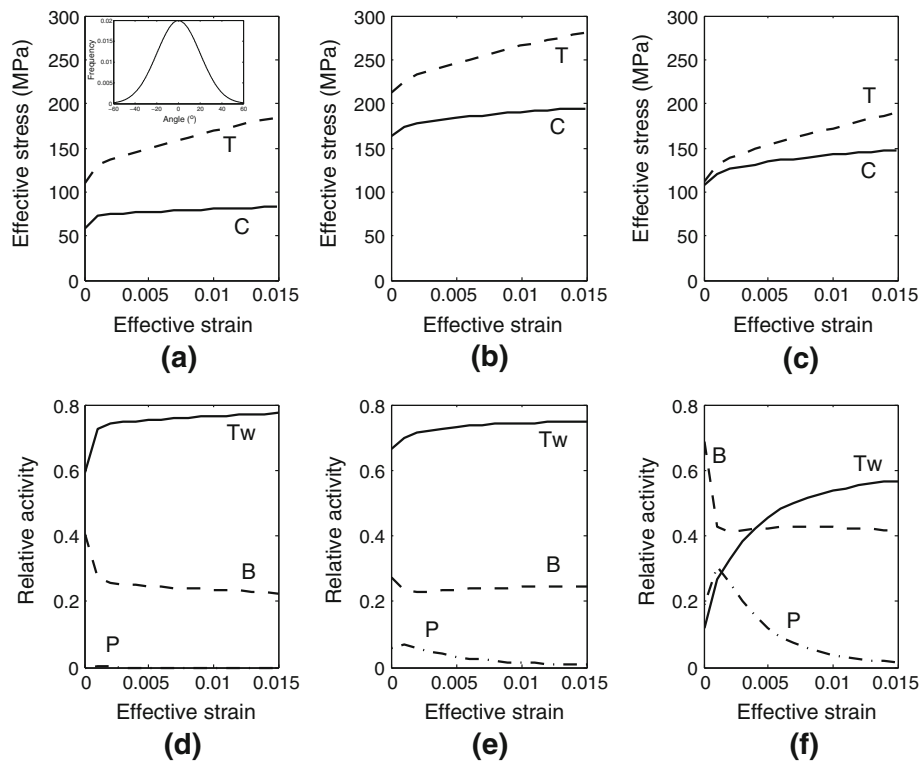 300
250
200
150
100
50
0
Effective stress (MPa)
0.02
0.015
0.01
0.005
0
Frequency
−60 −40 −20 0 20 40 60
Angle (°)
T
C
0 0.005 0.01 0.015
Effective strain
(a)
300
250
200
150
100
50
0
Effective stress (MPa)
T
C
0 0.005 0.01 0.015
Effective strain
(b)
300
250
200
150
100
50
0
Effective stress (MPa)
T
C
0 0.005 0.01 0.015
Effective strain
(c)
0.8
0.6
0.4
0.2
0
Relative activity
Tw
B
P
0 0.005 0.01 0.015
Effective strain
(d)
0.8
0.6
0.4
0.2
0
Relative activity
Tw
B
P
0 0.005 0.01 0.015
Effective strain
(e)
0.8
0.6
0.4
0.2
0
Relative activity
B
Tw
P
0 0.005 0.01 0.015
Effective strain
(f)